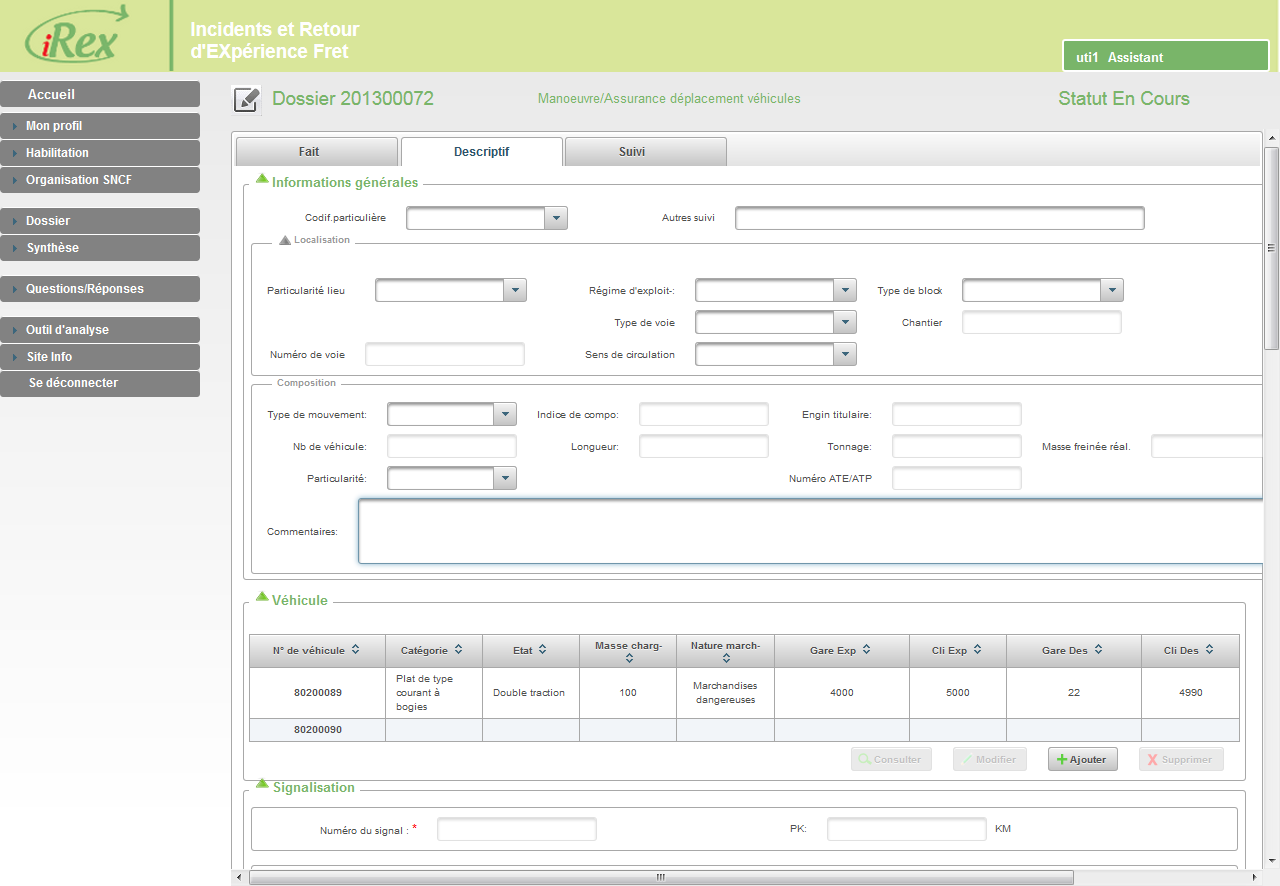 iRex
Incidents et Retour
d'EXpérience Fret
uti1 Assistant
Accueil
Mon profil
Habilitation
Organisation SNCF
Dossier
Synthèse
Questions/Réponses
Outil d'analyse
Site Info
Se déconnecter
Dossier 201300072
Manoeuvre/Assurance déplacement véhicules
Statut En Cours
Fait
Descriptif
Suivi
Informations générales
Codif.particulière
Autres suivi
Localisation
Particularité lieu
Régime d'exploit-:
Type de block
Type de voie
Chantier
Numéro de voie
Sens de circulation
Composition
Type de mouvement:
Indice de compo:
Engin titulaire:
Nb de véhicule:
Longueur:
Tonnage:
Masse freinée réal.
Particularité:
Numéro ATE/ATP
Commentaires:
Véhicule
N° de véhicule
Catégorie
Etat
Masse charg-
Nature march-
Gare Exp
Cli Exp
Gare Des
Cli Des
80200089
Plat de type
courant à
bogies
Double traction
100
Marchandises
dangereuses
4000
5000
22
4990
80200090
Consulter
Modifier
Ajouter
Supprimer
Signalisation
Numéro du signal : *
PK:
KM